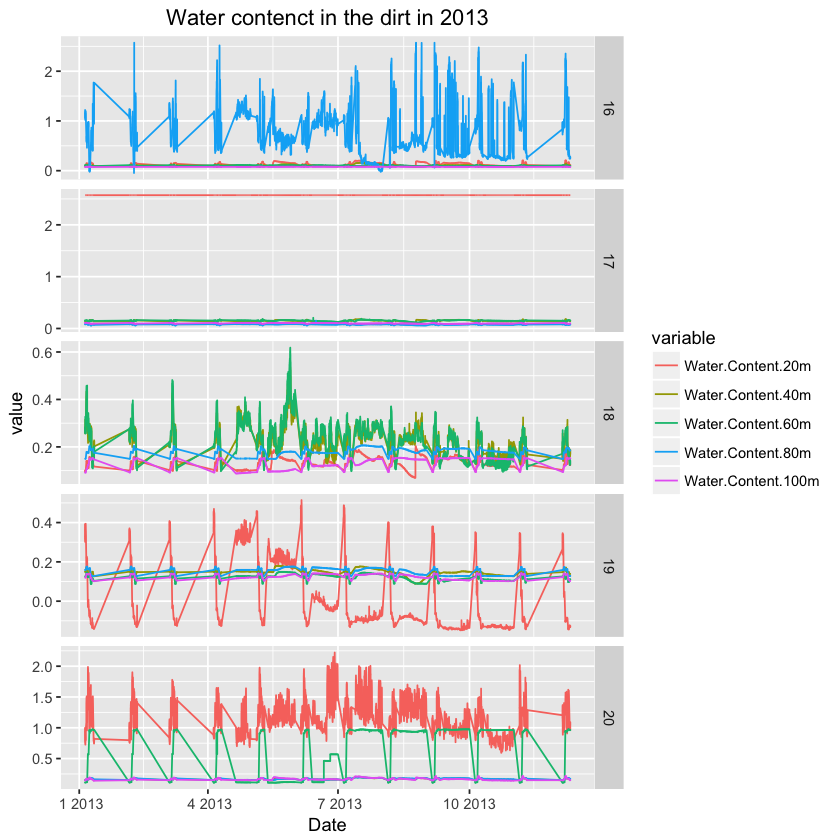 Water contenct in the dirt in 2013
2
1
0
16
2
1
0
17
0.6
0.4
0.2
18
0.4
0.2
0.0
19
2.0
1.5
1.0
0.5
20
value
1 2013
4 2013
7 2013
10 2013
Date
variable
Water.Content.20m
Water.Content.40m
Water.Content.60m
Water.Content.80m
Water.Content.100m